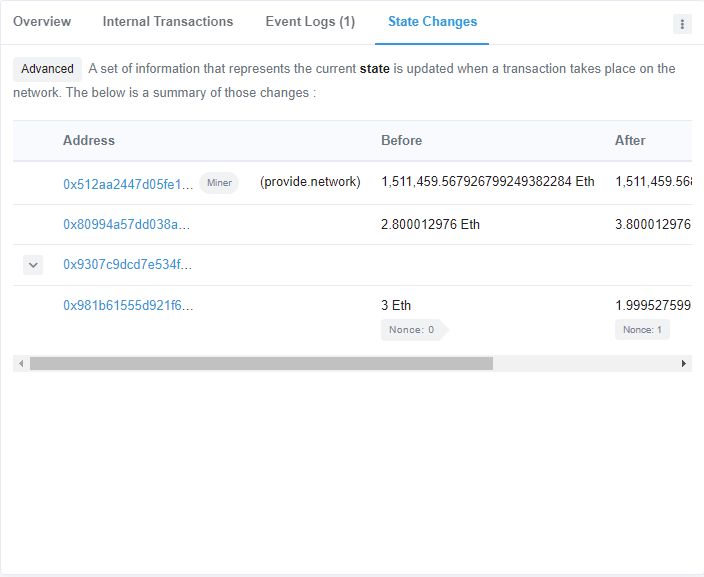 Overview Internal Transactions Event Logs (1) State Changes
Advanced A set of information that represents the current state is updated when a transaction takes place on the
network. The below is a summary of those changes :
Address Before After
0x512aa2447d05fe1... Miner (provide.network) 1,511,459.567926799249382284 Eth 1,511,459.568
0x80994a57dd038a... 2.800012976 Eth 3.800012976
0x9307c9dcd7e534f...
0x981b61555d921f6... 3 Eth 1.999527599
Nonce: 0 Nonce: 1